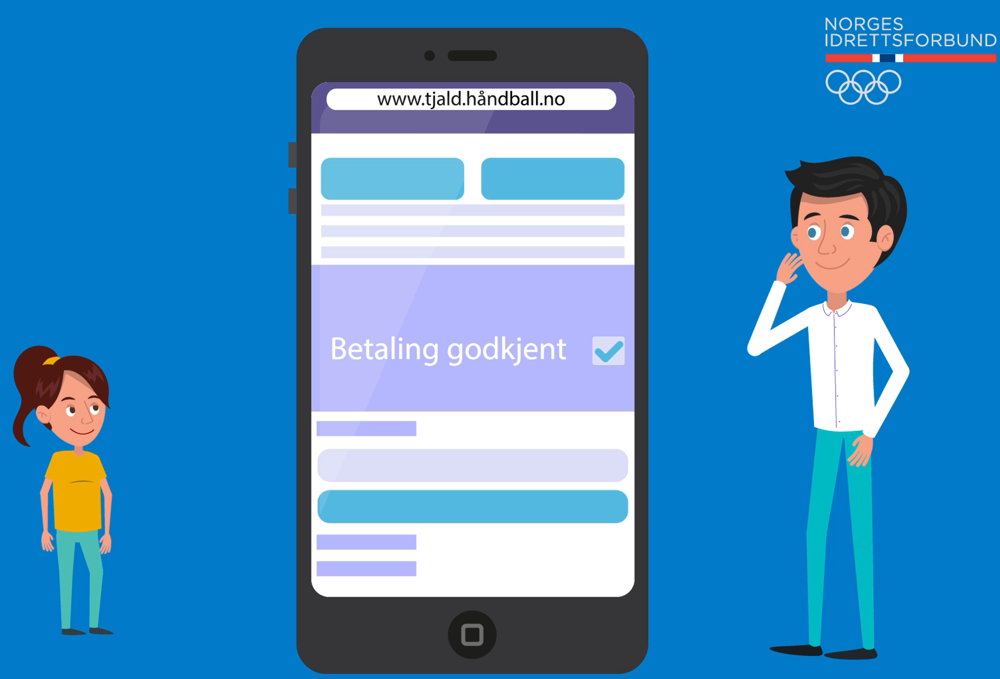 NORGES
IDRETTSFORBUND
www.tjald.håndball.no
Betaling godkjent